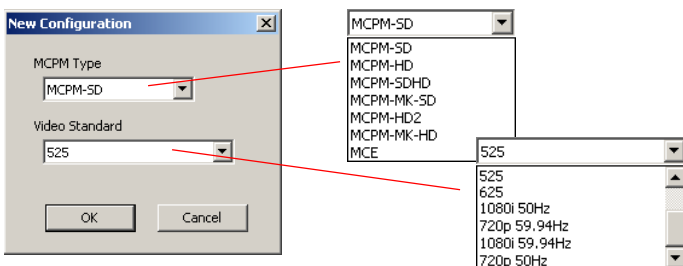 New Configuration
MCPM Type
MCPM-SD
Video Standard
525
OK
Cancel
MCPM-SD
MCPM-SD
MCPM-HD
MCPM-SDHD
MCPM-MK-SD
MCPM-HD2
MCPM-MK-HD
MCE
525
525
625
1080i 50Hz
720p 59.94Hz
1080i 59.94Hz
720p 50Hz